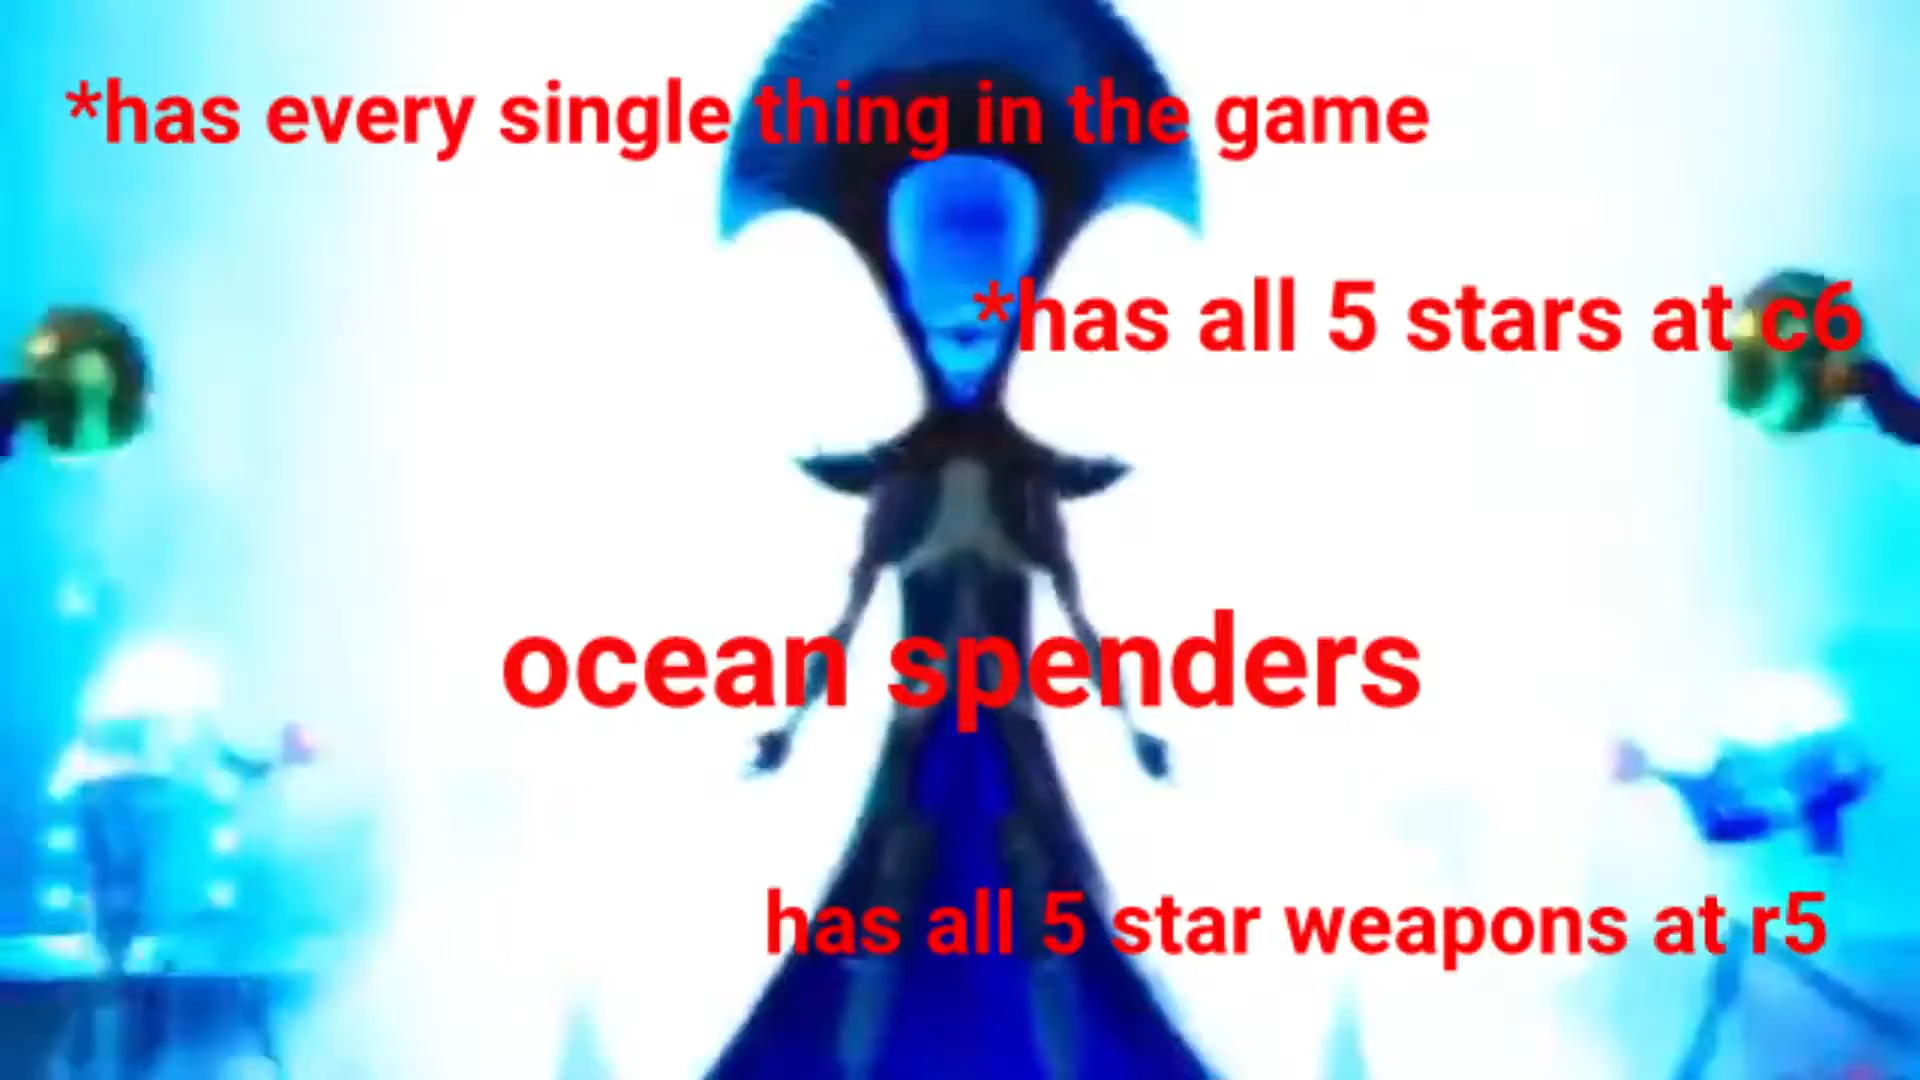 *has every single thing in the game
*has all 5 stars at c6
ocean spenders
has all 5 star weapons at r5